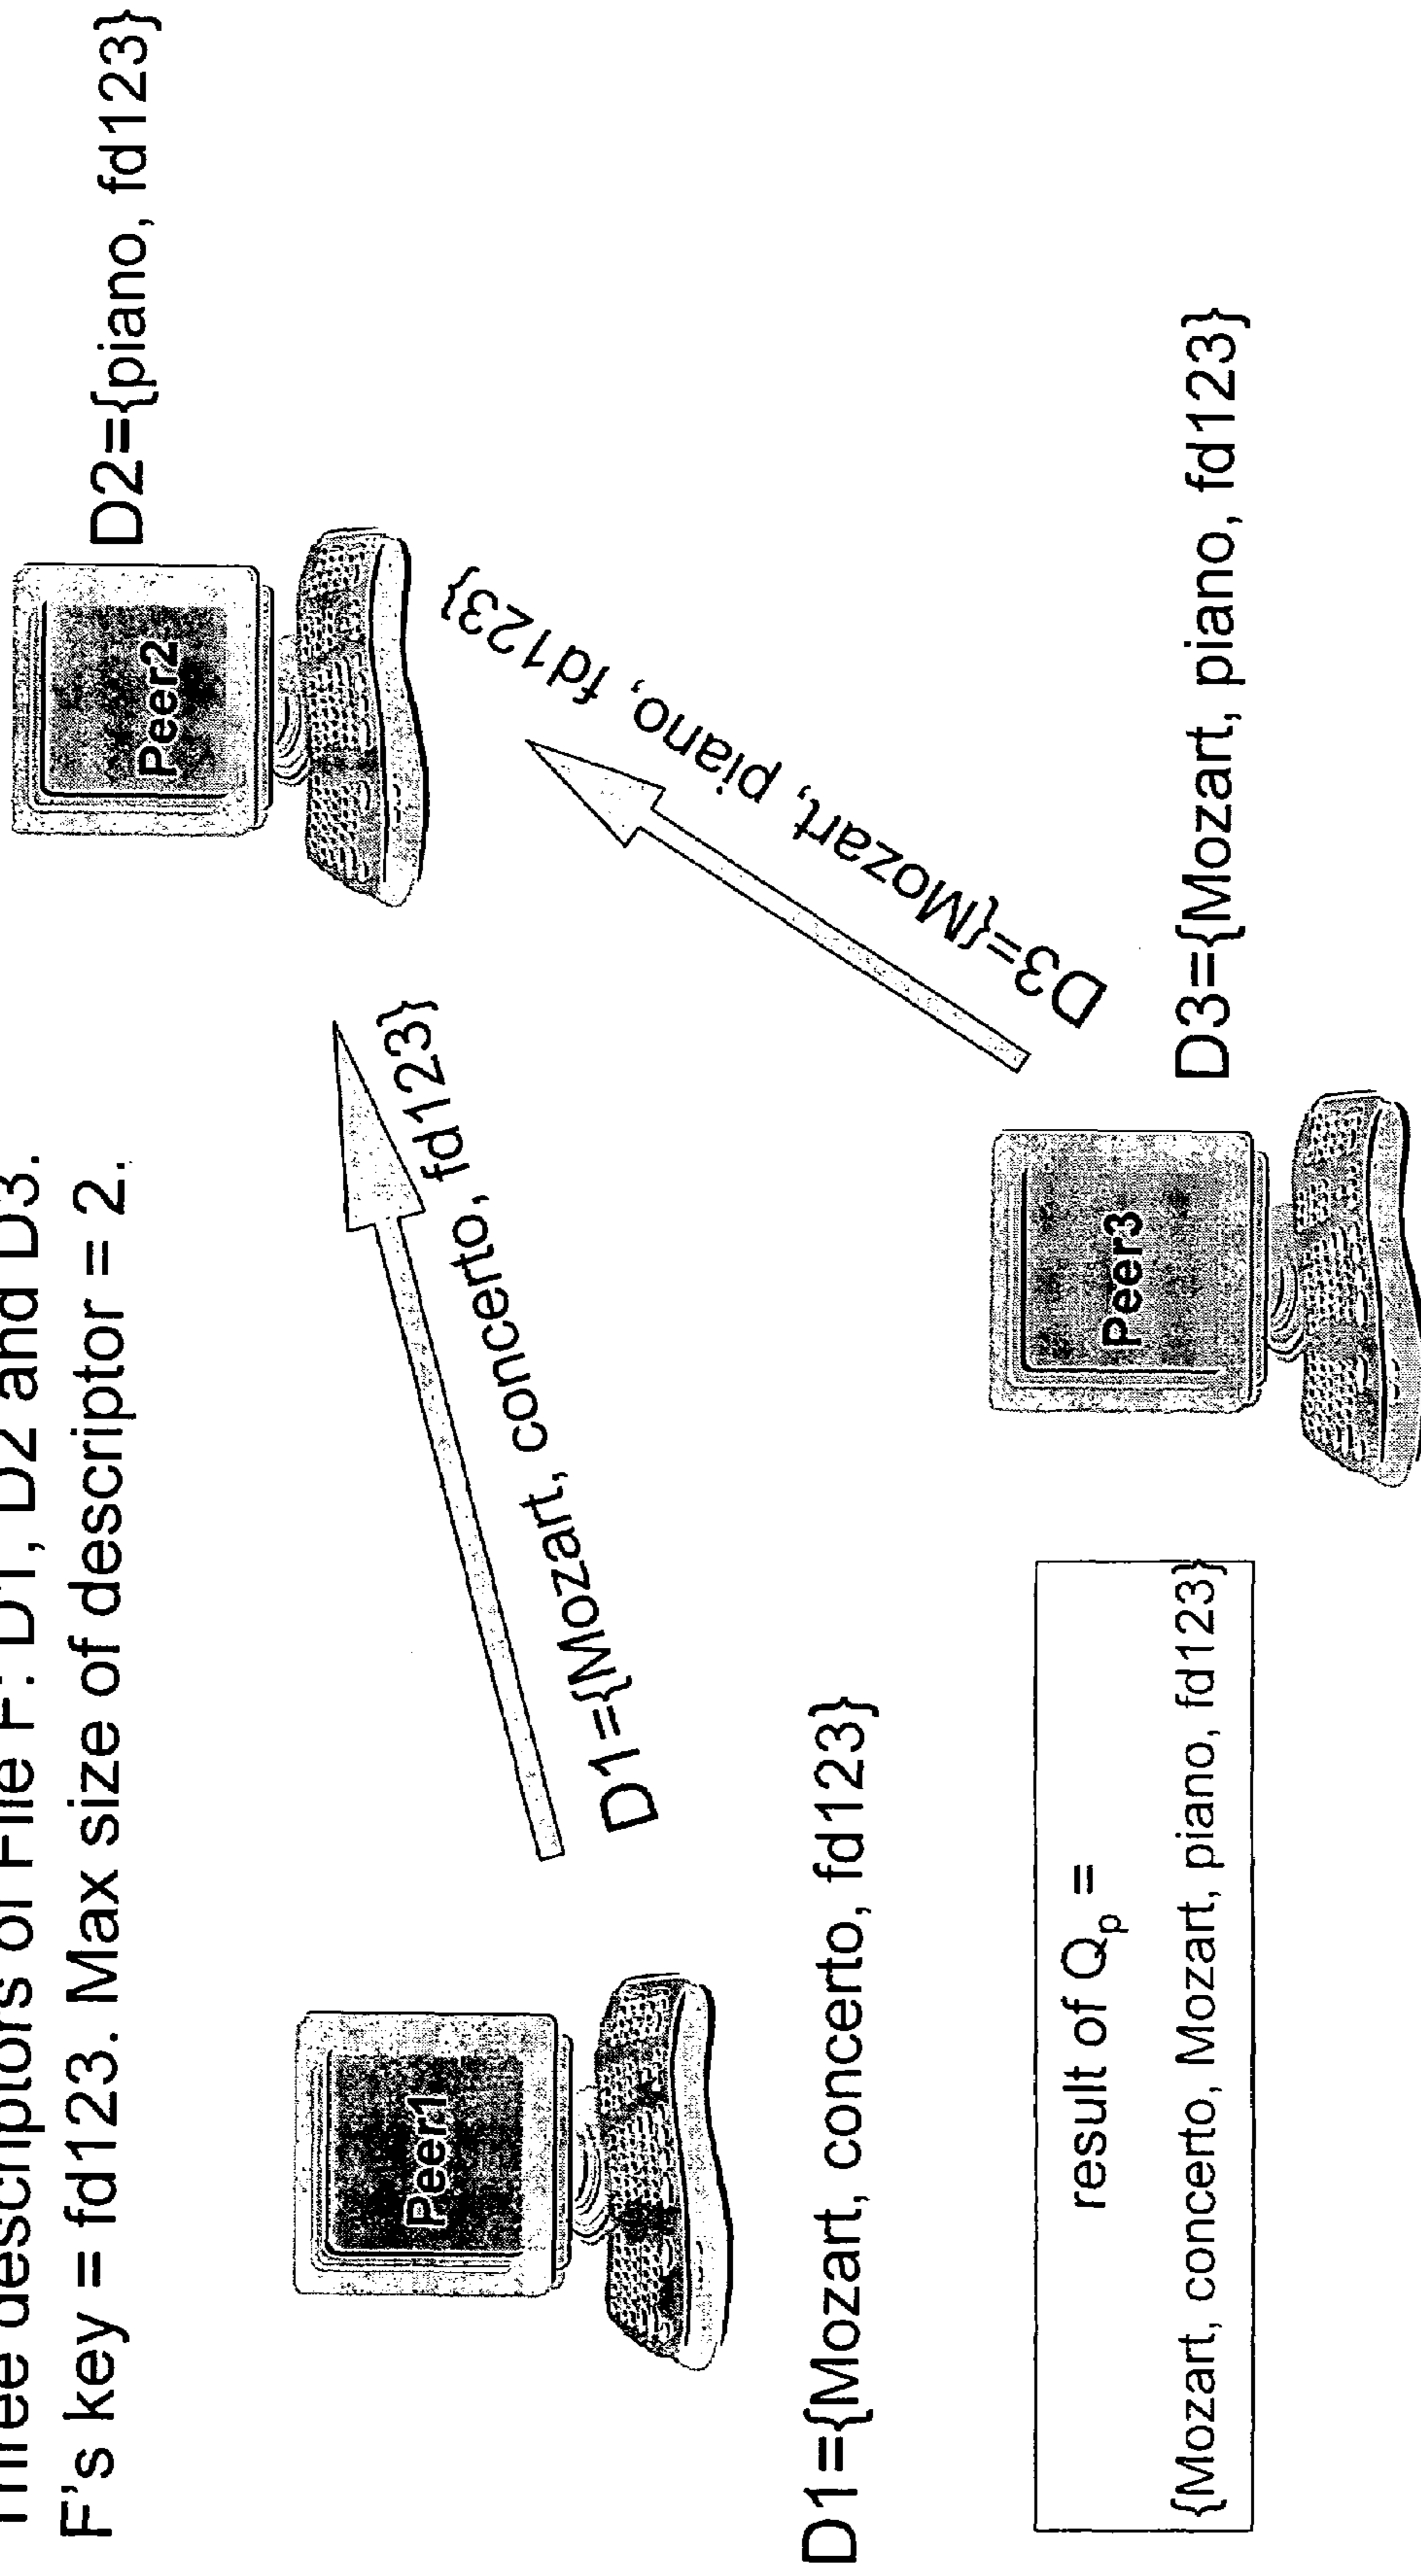 Three descriptors of File F: D1, D2 and D3.
F's key = fd123. Max size of descriptor = 2.
Peer2
D2={piano, fd123}
Peer1
D1={Mozart, concerto, fd123}
D3={Mozart, piano, fd123}
D1={Mozart, concerto, fd123}
Peer3
D3={Mozart, piano, fd123}
result of Qp =
{Mozart, concerto, Mozart, piano, fd123}